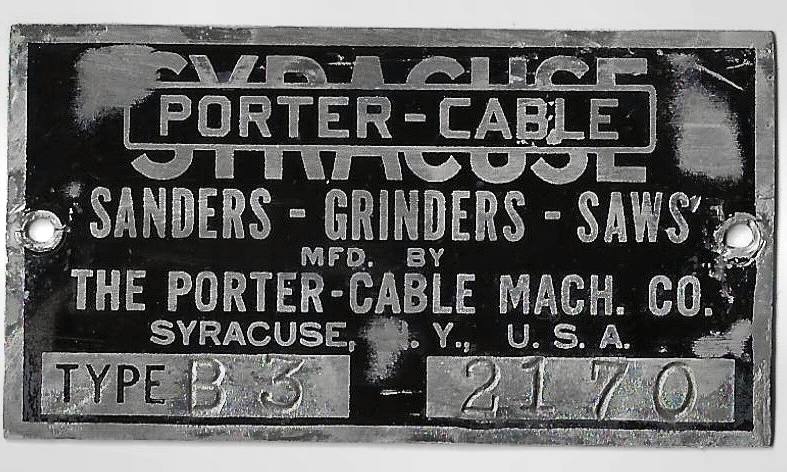 SYRACUSE
PORTER-CABLE
SANDERS - GRINDERS - SAWS
MFD. BY
THE PORTER-CABLE MACH. CO.
SYRACUSE, . Y., U. S. A.
TYPE B3 2170